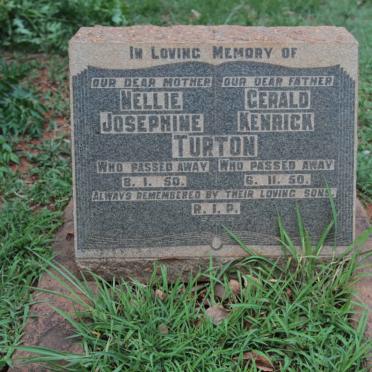 IN LOVING MEMORY OF
OUR DEAR MOTHER OUR DEAR FATHER
NELLIE GERALD
JOSEPHINE KENRICK
TURTON
WHO PASSED AWAY WHO PASSED AWAY
8. 1. 50. 6. 11. 50.
ALWAYS REMEMBERED BY THEIR LOVING SONS.
R. I. P.